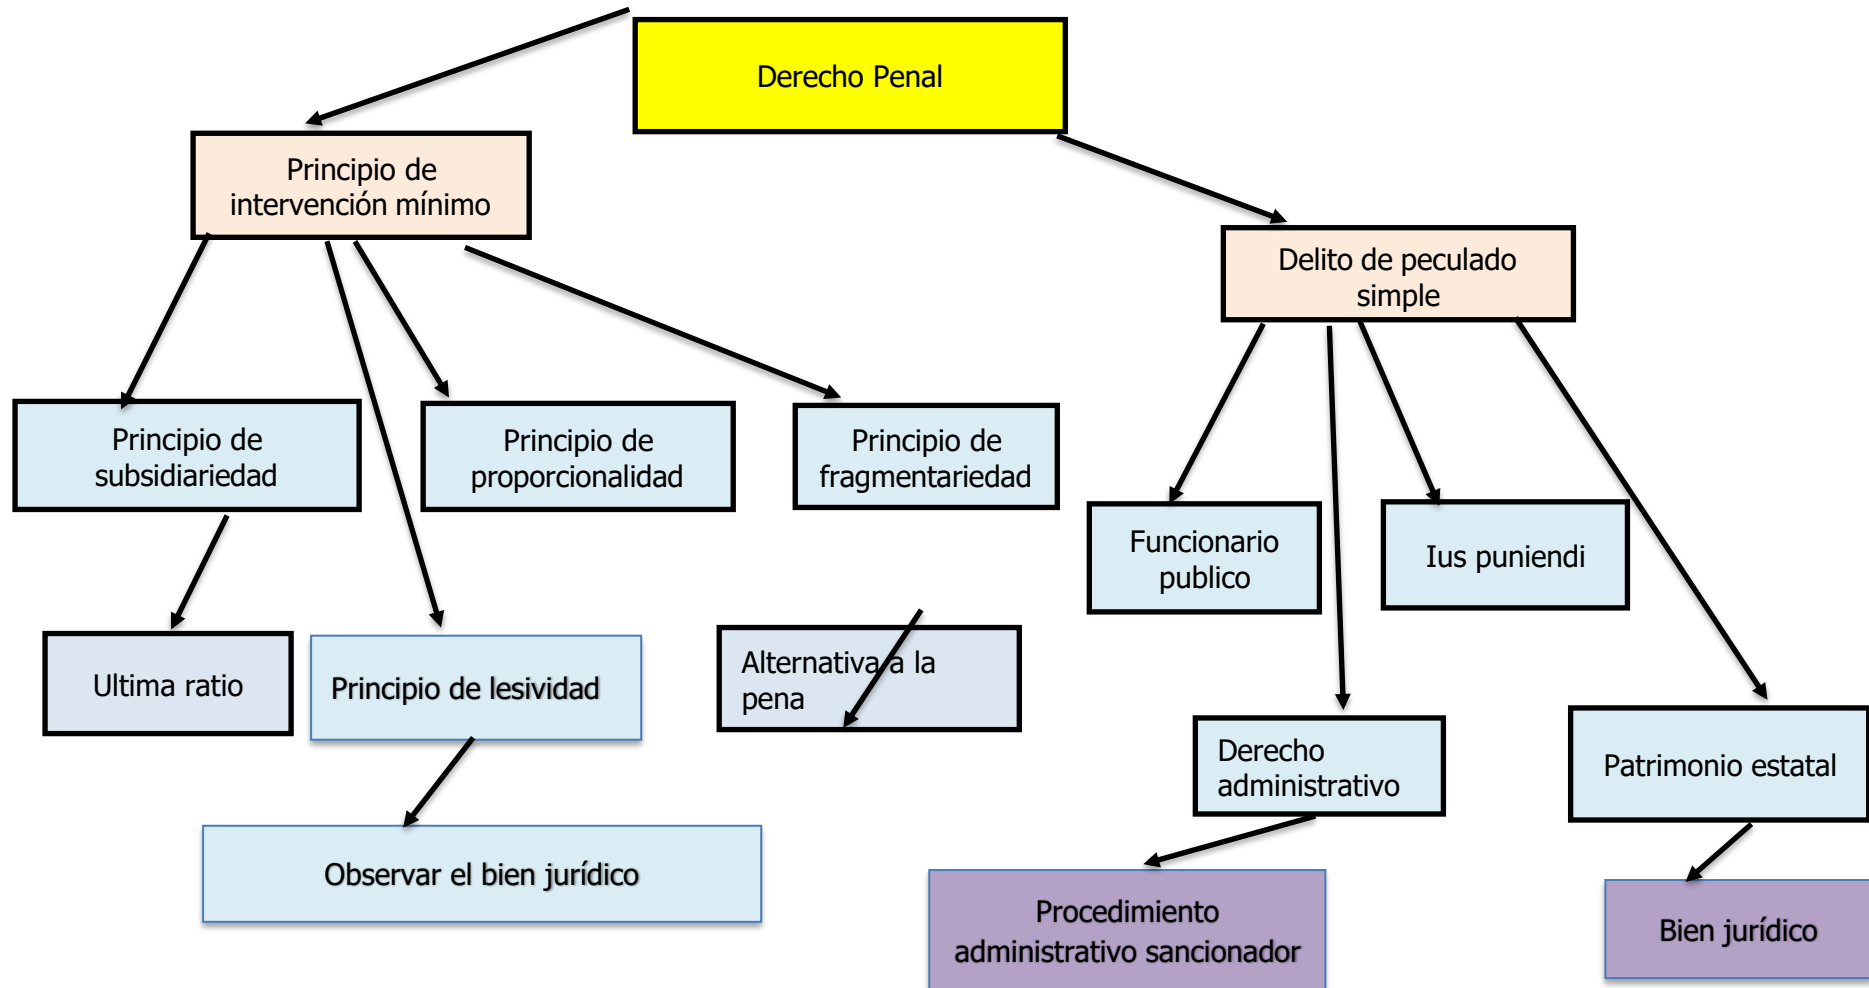 Derecho Penal
Principio de
intervención mínimo
Delito de peculado
simple
Principio de
subsidiariedad
Principio de
proporcionalidad
Principio de
fragmentariedad
Funcionario
publico
Ius puniendi
Ultima ratio
Principio de lesividad
Alternativa a la
pena
Derecho
administrativo
Patrimonio estatal
Observar el bien jurídico
Procedimiento
administrativo sancionador
Bien jurídico